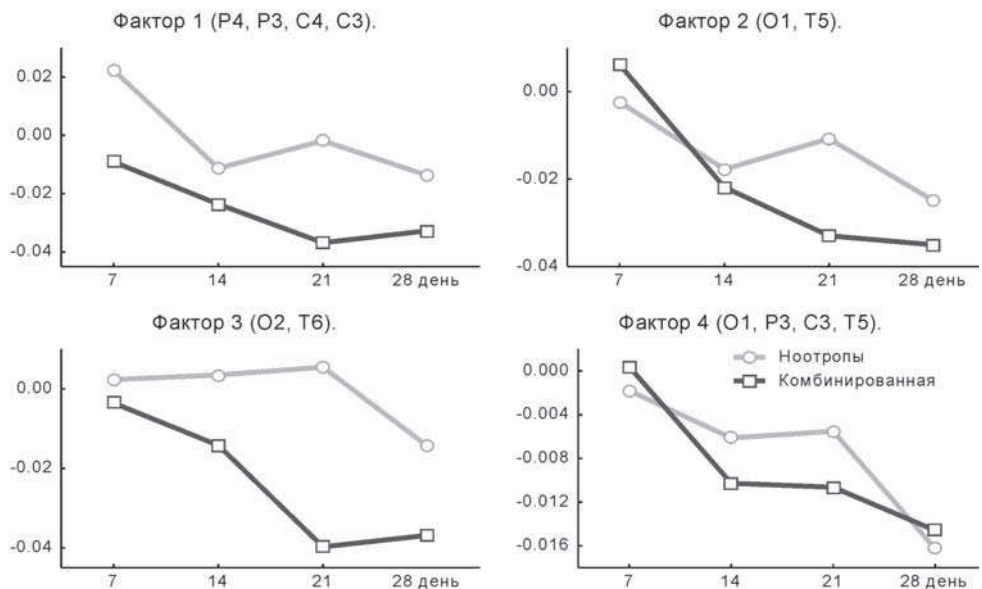 Фактор 1 (P4, P3, C4, C3).
0.02
0.00
-0.02
-0.04
7 14 21 28 день
Фактор 2 (O1, T5).
0.00
-0.02
-0.04
7 14 21 28 день
Фактор 3 (O2, T6).
0.00
-0.02
-0.04
7 14 21 28 день
Фактор 4 (O1, P3, C3, T5).
Ноотропы
Комбинированная
0.000
-0.004
-0.008
-0.012
-0.016
7 14 21 28 день